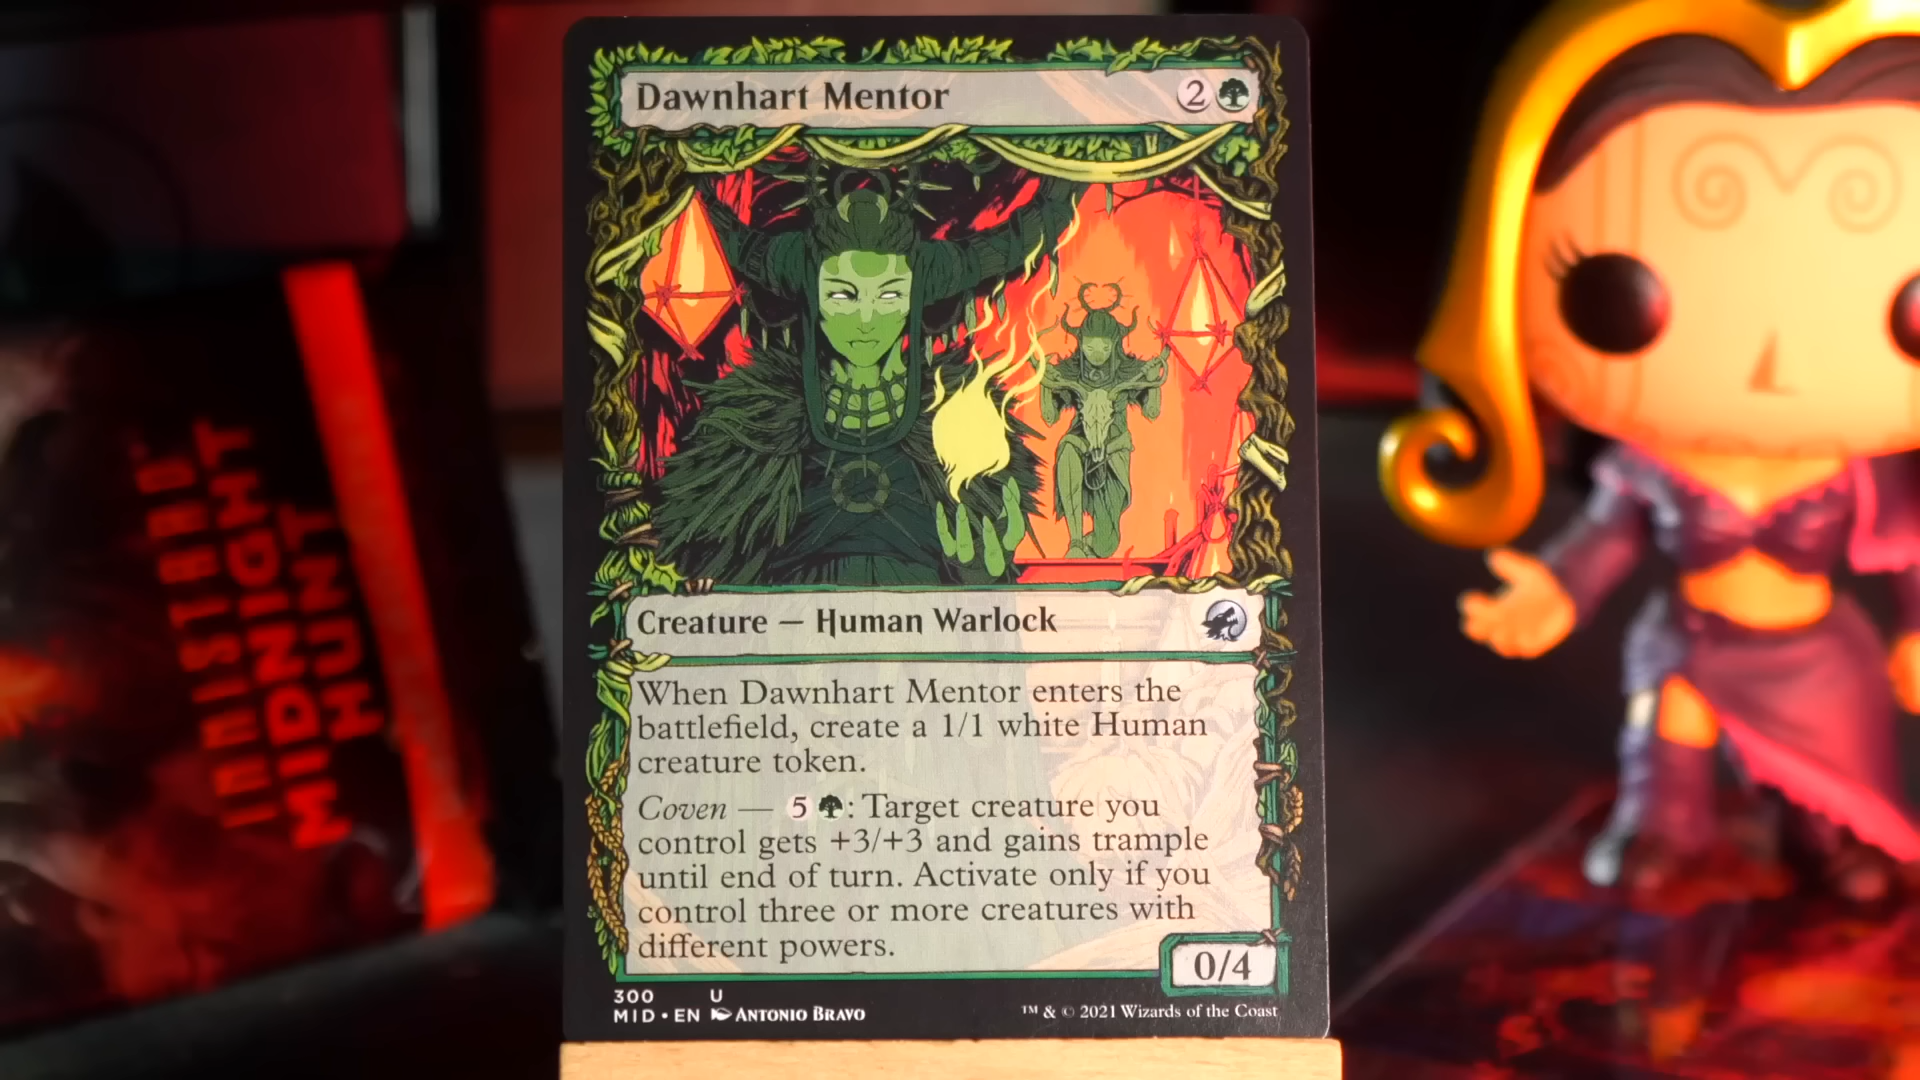 Dawnhart Mentor 2
Creature — Human Warlock
When Dawnhart Mentor enters the
battlefield, create a 1/1 white Human
creature token.
Coven — 5 : Target creature you
control gets +3/+3 and gains trample
until end of turn. Activate only if you
control three or more creatures with
different powers.
0/4
300 U
MID • EN ANTONIO BRAVO
™ & © 2021 Wizards of the Coast
INNISTRAD
MIDNIGHT
HUNT